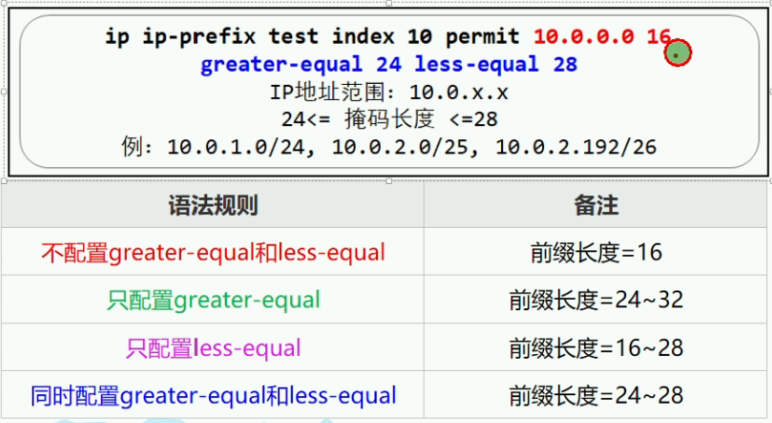 ip ip-prefix test index 10 permit 10.0.0.0 16
greater-equal 24 less-equal 28
IP地址范围：10.0.x.x
24<= 掩码长度 <=28
例：10.0.1.0/24, 10.0.2.0/25, 10.0.2.192/26
语法规则 备注
不配置greater-equal和less-equal 前缀长度=16
只配置greater-equal 前缀长度=24~32
只配置less-equal 前缀长度=16~28
同时配置greater-equal和less-equal 前缀长度=24~28